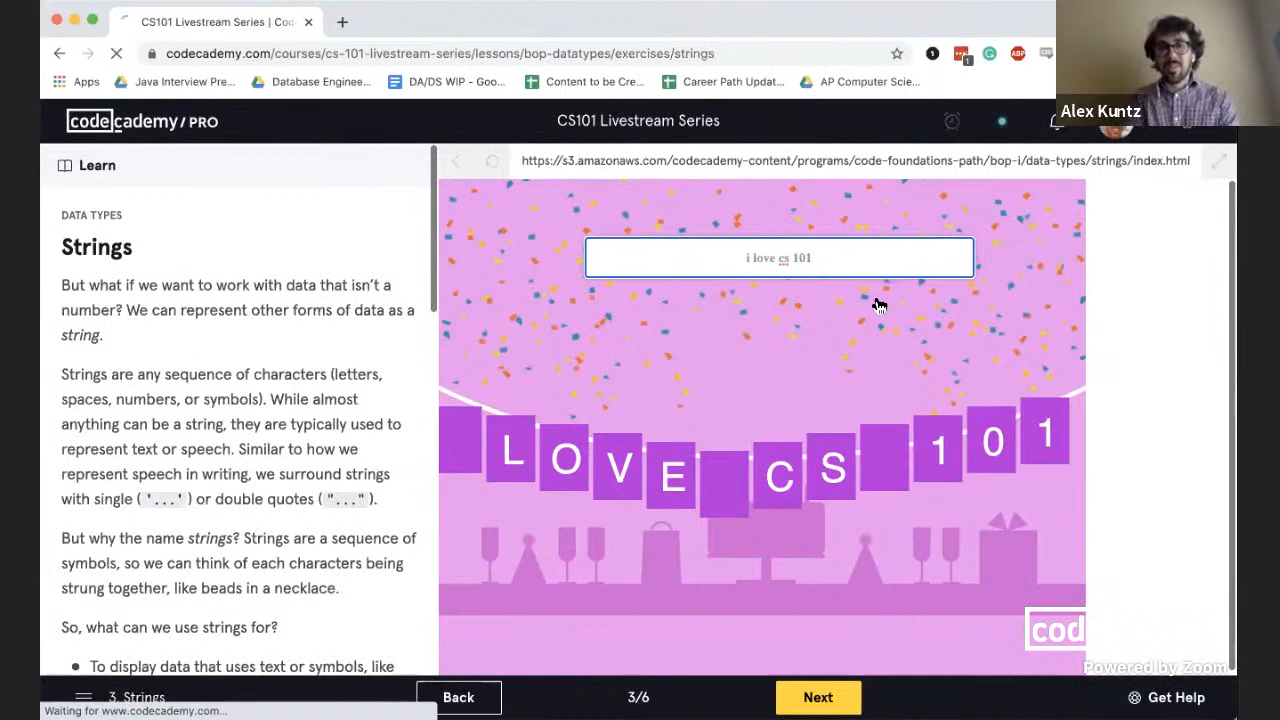 CS101 Livestream Series | Cod
codecademy.com/courses/cs-101-livestream-series/lessons/bop-datatypes/exercises/strings
Apps
Java Interview Pre...
Database Enginee...
DA/DS WIP - Goo...
Content to be Cre...
Career Path Updat...
AP Computer Scie...
Alex Kuntz
codecademy / PRO
CS101 Livestream Series
Learn
https://s3.amazonaws.com/codecademy-content/programs/code-foundations-path/bop-i/data-types/strings/index.html
DATA TYPES
Strings
But what if we want to work with data that isn't a
number? We can represent other forms of data as a
string.
Strings are any sequence of characters (letters,
spaces, numbers, or symbols). While almost
anything can be a string, they are typically used to
represent text or speech. Similar to how we
represent speech in writing, we surround strings
with single ( '...' ) or double quotes ( "..." ).
But why the name strings? Strings are a sequence of
symbols, so we can think of each characters being
strung together, like beads in a necklace.
So, what can we use strings for?
To display data that uses text or symbols, like
i love cs 101
LOVE CS 101
cod
Powered by Zoom
3. Strings
Back
3/6
Next
Get Help
Waiting for www.codecademy.com...